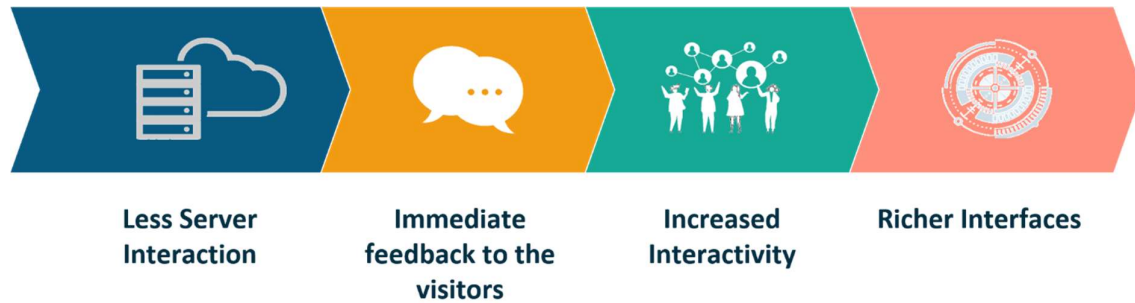 Less Server
Interaction
Immediate
feedback to the
visitors
Increased
Interactivity
Richer Interfaces